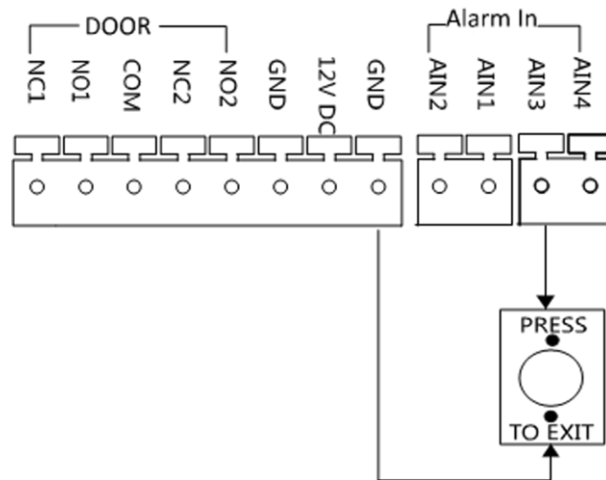 DOOR
Alarm In
NC1
NO1
COM
NC2
NO2
GND
12V DC
GND
AIN2
AIN1
AIN3
AIN4
PRESS
TO EXIT